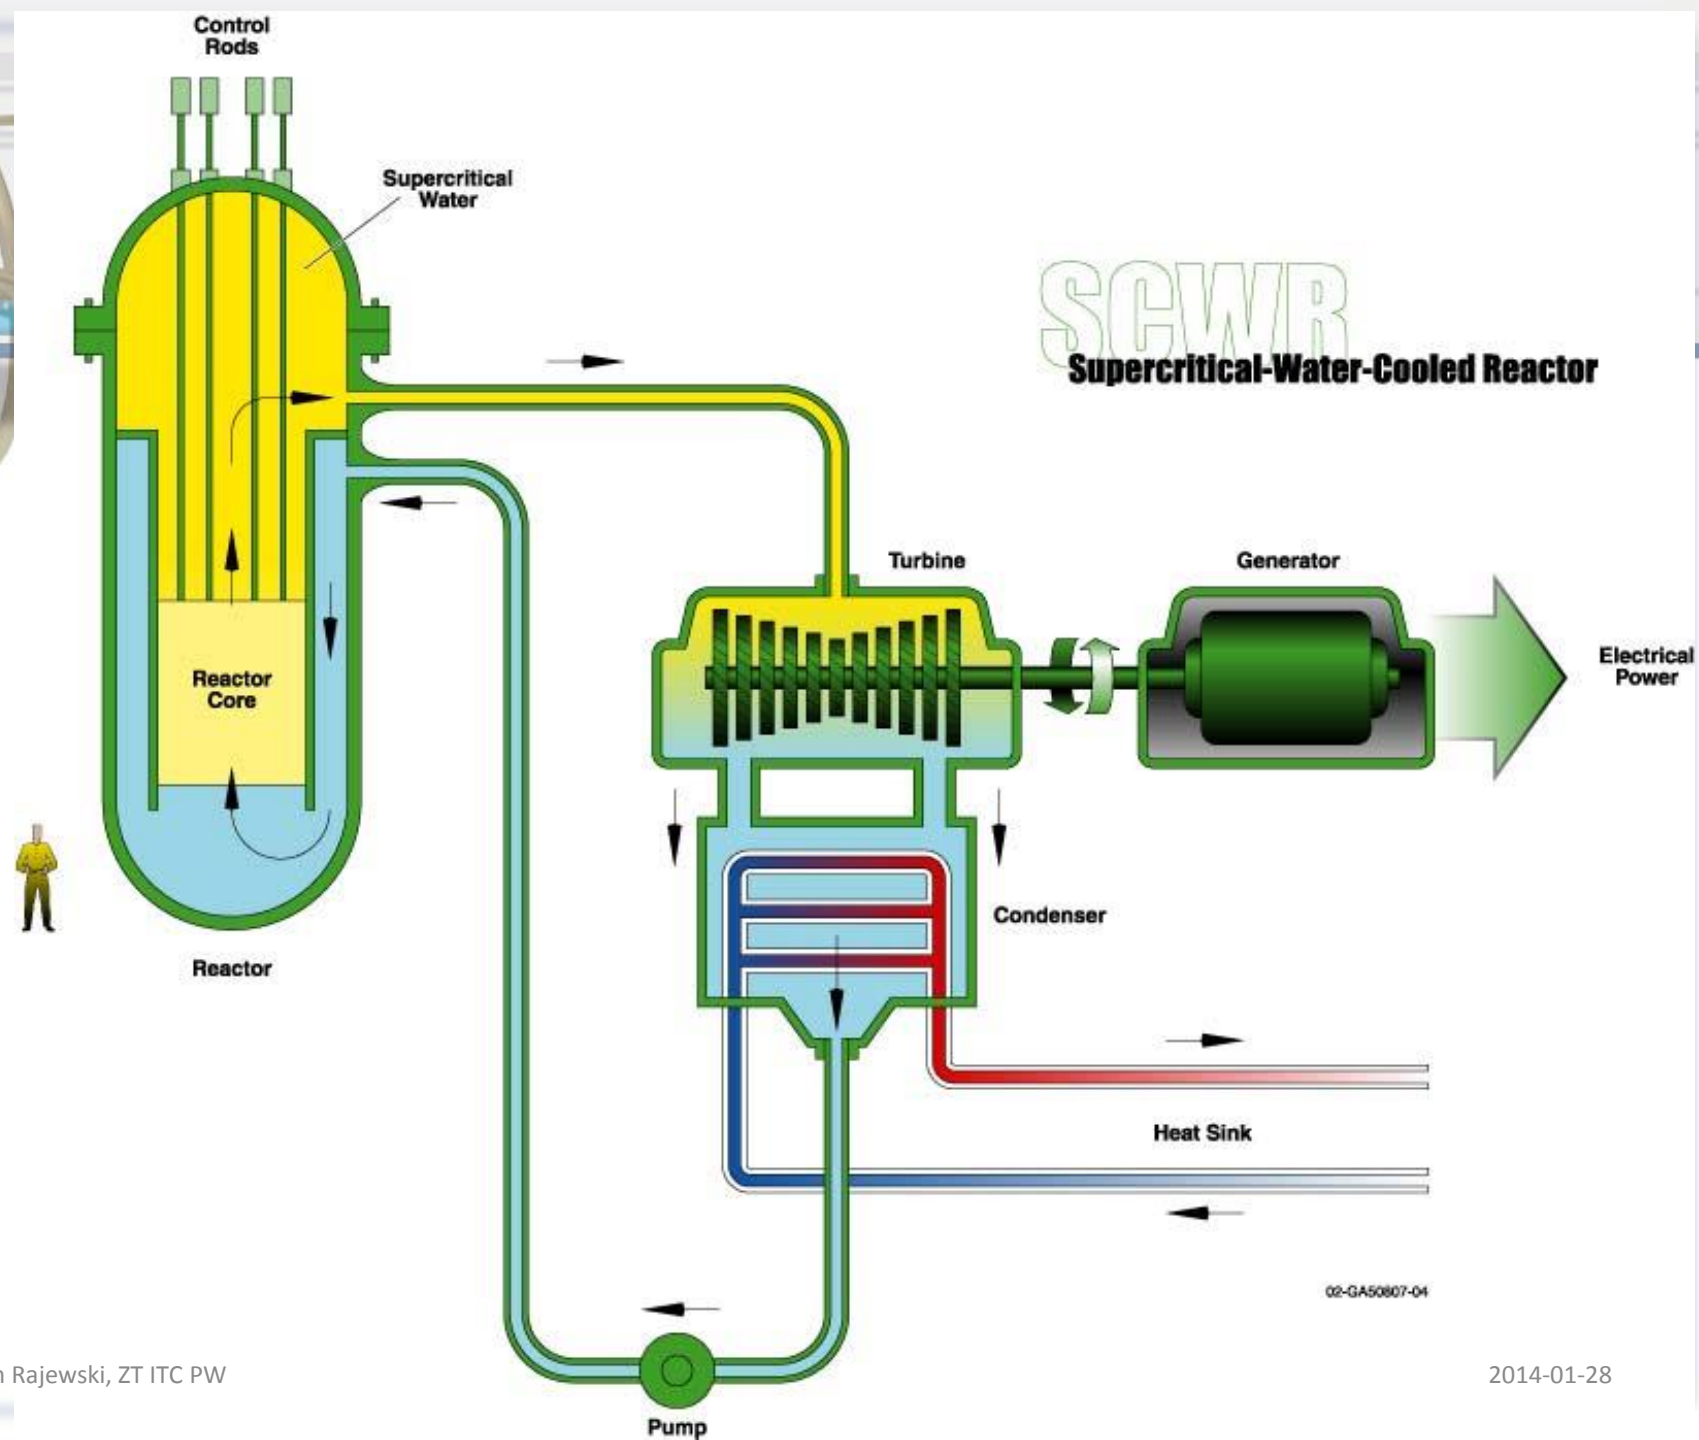 Control
Rods
Supercritical
Water
SCWR
Supercritical-Water-Cooled Reactor
Turbine
Generator
Electrical
Power
Reactor
Core
Condenser
Reactor
Heat Sink
02-GA50807-04
Rajewski, ZT ITC PW
2014-01-28
Pump